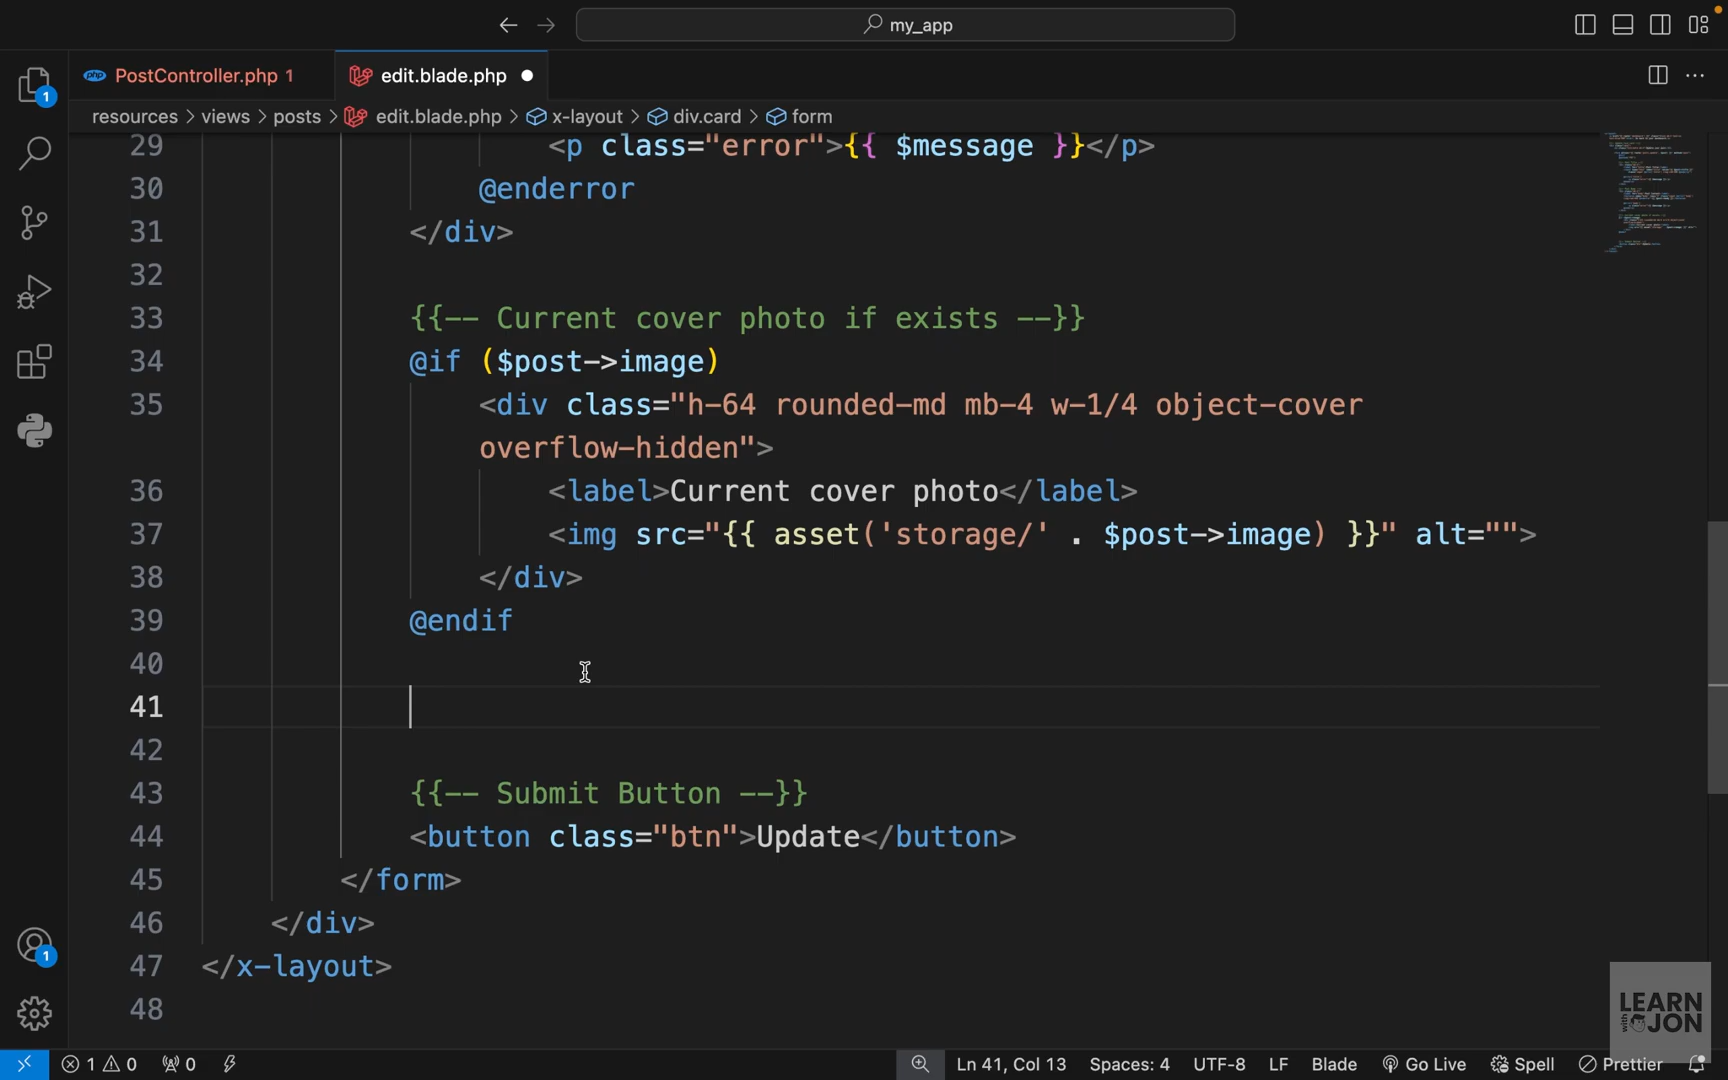 my_app
PostController.php 1
edit.blade.php
resources > views > posts > edit.blade.php > x-layout > div.card > form
29 <p class="error">{{ $message }}</p>
30 @enderror
31 </div>
32
33 {{-- Current cover photo if exists --}}
34 @if ($post->image)
35 <div class="h-64 rounded-md mb-4 w-1/4 object-cover
overflow-hidden">
36 <label>Current cover photo</label>
37 <img src="{{ asset('storage/' . $post->image) }}" alt="">
38 </div>
39 @endif
40
41
42
43 {{-- Submit Button --}}
44 <button class="btn">Update</button>
45 </form>
46 </div>
47 </x-layout>
48
1
1
LEARN
with JON
1 0 0 Ln 41, Col 13 Spaces: 4 UTF-8 LF Blade Go Live Spell Prettier